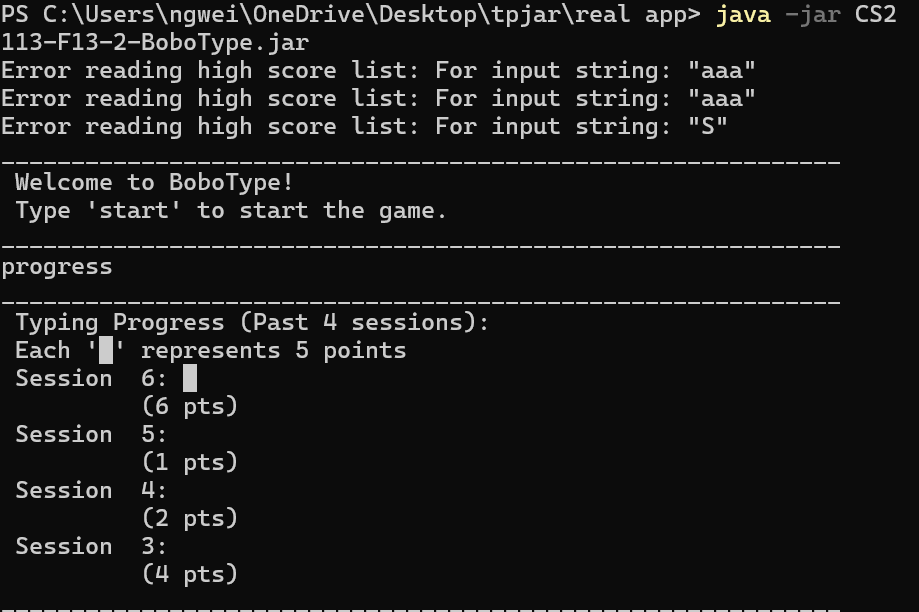 PS C:\Users\ngwei\OneDrive\Desktop\tpjar\real app> java -jar CS2
113-F13-2-BoboType.jar
Error reading high score list: For input string: "aaa"
Error reading high score list: For input string: "aaa"
Error reading high score list: For input string: "S"
____________________________________________________________
Welcome to BoboType!
Type 'start' to start the game.
____________________________________________________________
progress
____________________________________________________________
Typing Progress (Past 4 sessions):
Each '█' represents 5 points
Session  6: █
(6 pts)
Session  5:
(1 pts)
Session  4:
(2 pts)
Session  3:
(4 pts)
____________________________________________________________